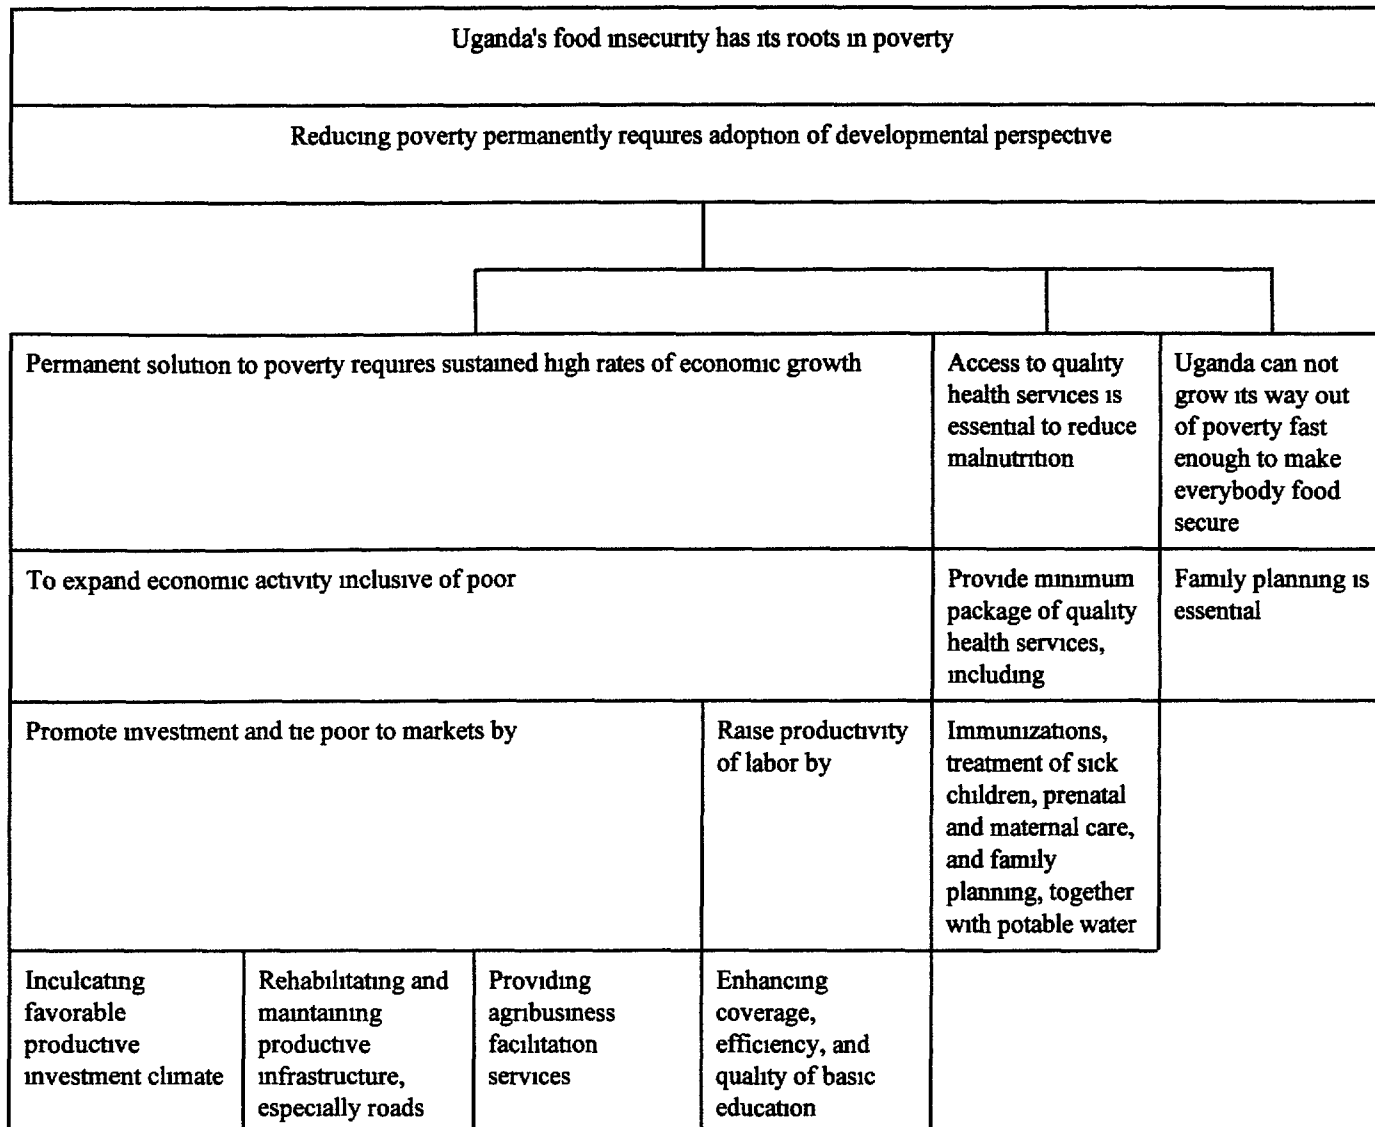 Uganda's food insecurity has its roots in poverty
Reducing poverty permanently requires adoption of developmental perspective
Permanent solution to poverty requires sustained high rates of economic growth
Access to quality
health services is
essential to reduce
malnutrition
Uganda can not
grow its way out
of poverty fast
enough to make
everybody food
secure
To expand economic activity inclusive of poor
Provide minimum
package of quality
health services,
including
Family planning is
essential
Promote investment and tie poor to markets by
Raise productivity
of labor by
Immunizations,
treatment of sick
children, prenatal
and maternal care,
and family
planning, together
with potable water
Inculcating
favorable
productive
investment climate
Rehabilitating and
maintaining
productive
infrastructure,
especially roads
Providing
agribusiness
facilitation
services
Enhancing
coverage,
efficiency, and
quality of basic
education